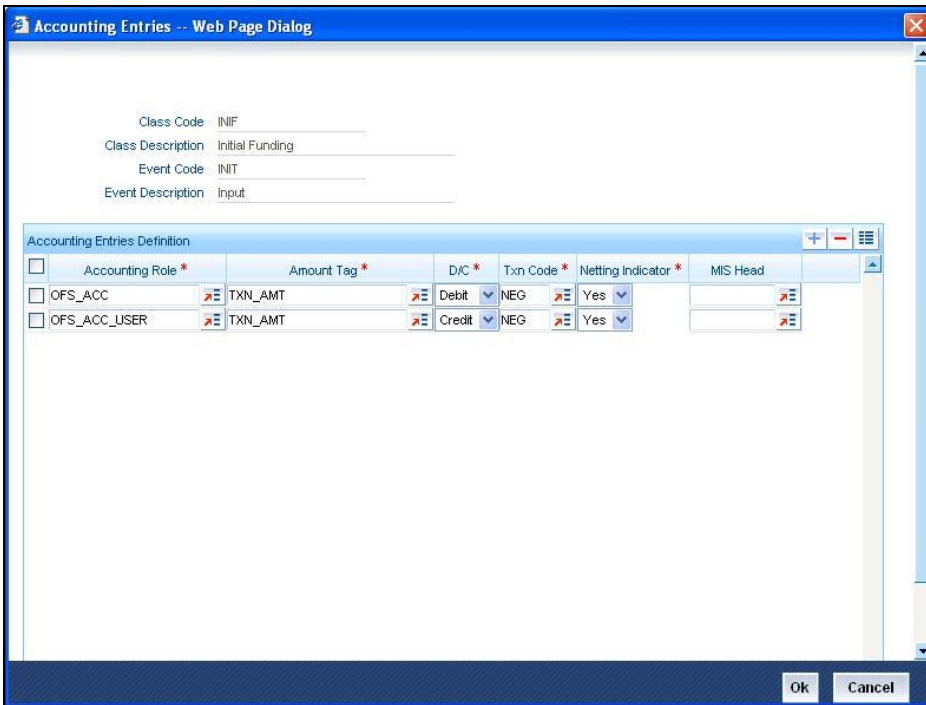 Accounting Entries -- Web Page Dialog
Class Code INIF
Class Description Initial Funding
Event Code INIT
Event Description Input
Accounting Entries Definition
Accounting Role * Amount Tag * D/C * Txn Code * Netting Indicator * MIS Head
OFS_ACC TXN_AMT Debit NEG Yes
OFS_ACC_USER TXN_AMT Credit NEG Yes
Ok Cancel